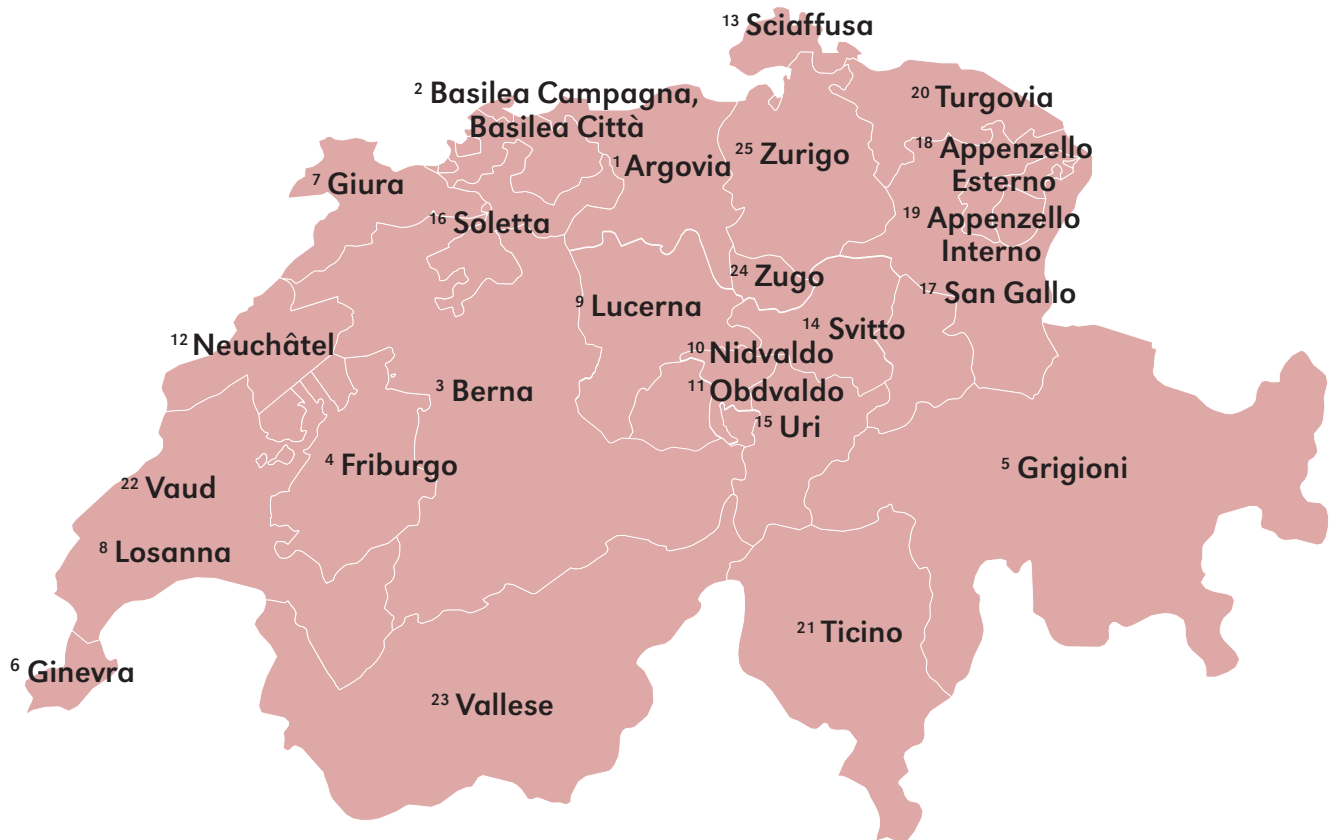 13 Sciaffusa
2 Basilea Campagna,
Basilea Città
20 Turgovia
1 Argovia
25 Zurigo
18 Appenzello
Esterno
7 Giura
16 Soletta
19 Appenzello
Interno
24 Zugo
17 San Gallo
9 Lucerna
14 Svitto
12 Neuchâtel
10 Nidvaldo
3 Berna
11 Obdvaldo
15 Uri
4 Friburgo
5 Grigioni
22 Vaud
8 Losanna
21 Ticino
6 Ginevra
23 Vallese